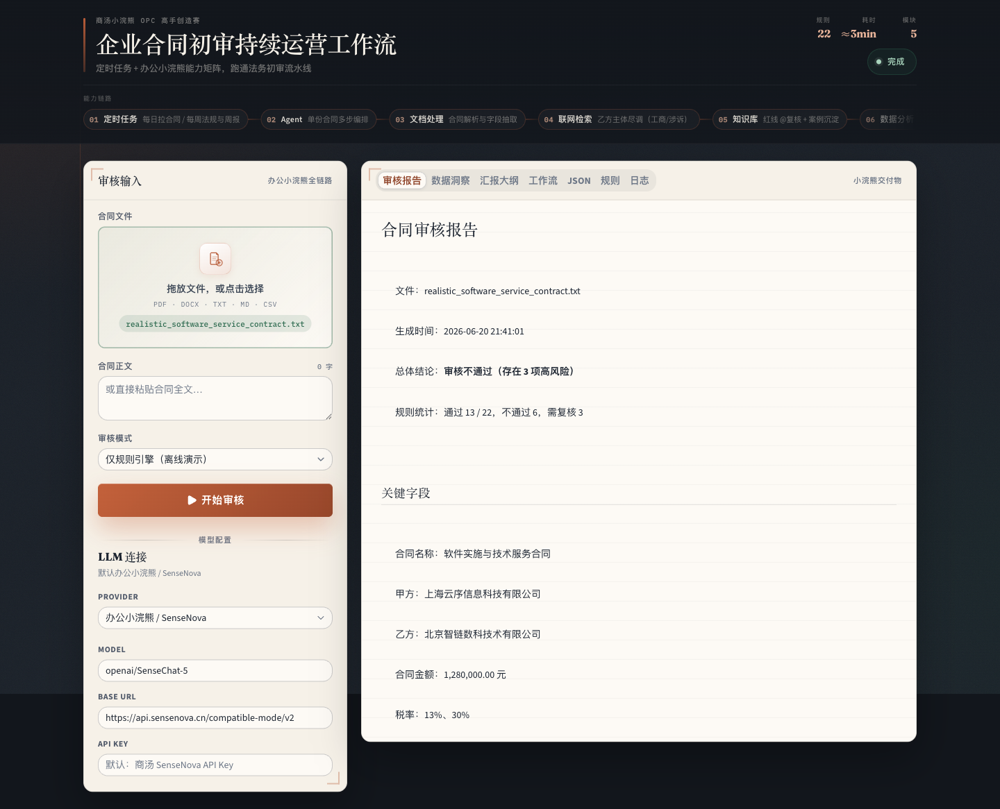 商汤小浣熊 OPC 高手创造赛
企业合同初审持续运营工作流
定时任务 + 办公小浣熊能力矩阵，跑通法务初审流水线
规则 耗时 模块
22 ≈3min 5
完成
能力链路
01 定时任务 每日拉合同 / 每周法规与周报
02 Agent 单份合同多步编排
03 文档处理 合同解析与字段抽取
04 联网检索 乙方主体尽调（工商/涉诉）
05 知识库 红线 @复核 + 案例沉淀
06 数据分析
审核输入
办公小浣熊全链路
合同文件
拖放文件，或点击选择
PDF · DOCX · TXT · MD · CSV
realistic_software_service_contract.txt
合同正文
0 字
或直接粘贴合同全文…
审核模式
仅规则引擎（离线演示）
开始审核
模型配置
LLM 连接
默认办公小浣熊 / SenseNova
PROVIDER
办公小浣熊 / SenseNova
MODEL
openai/SenseChat-5
BASE URL
https://api.sensenova.cn/compatible-mode/v2
API KEY
默认：商汤 SenseNova API Key
审核报告 数据洞察 汇报大纲 工作流 JSON 规则 日志
小浣熊交付物
合同审核报告
文件：realistic_software_service_contract.txt
生成时间：2026-06-20 21:41:01
总体结论：审核不通过（存在 3 项高风险）
规则统计：通过 13 / 22，不通过 6，需复核 3
关键字段
合同名称：软件实施与技术服务合同
甲方：上海云序信息科技有限公司
乙方：北京智链数科技术有限公司
合同金额：1,280,000.00 元
税率：13%、30%